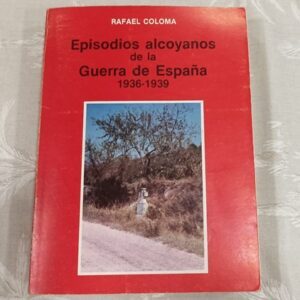 RAFAEL COLOMA
Episodios alcoyanos
de la
Guerra de España
1936-1939